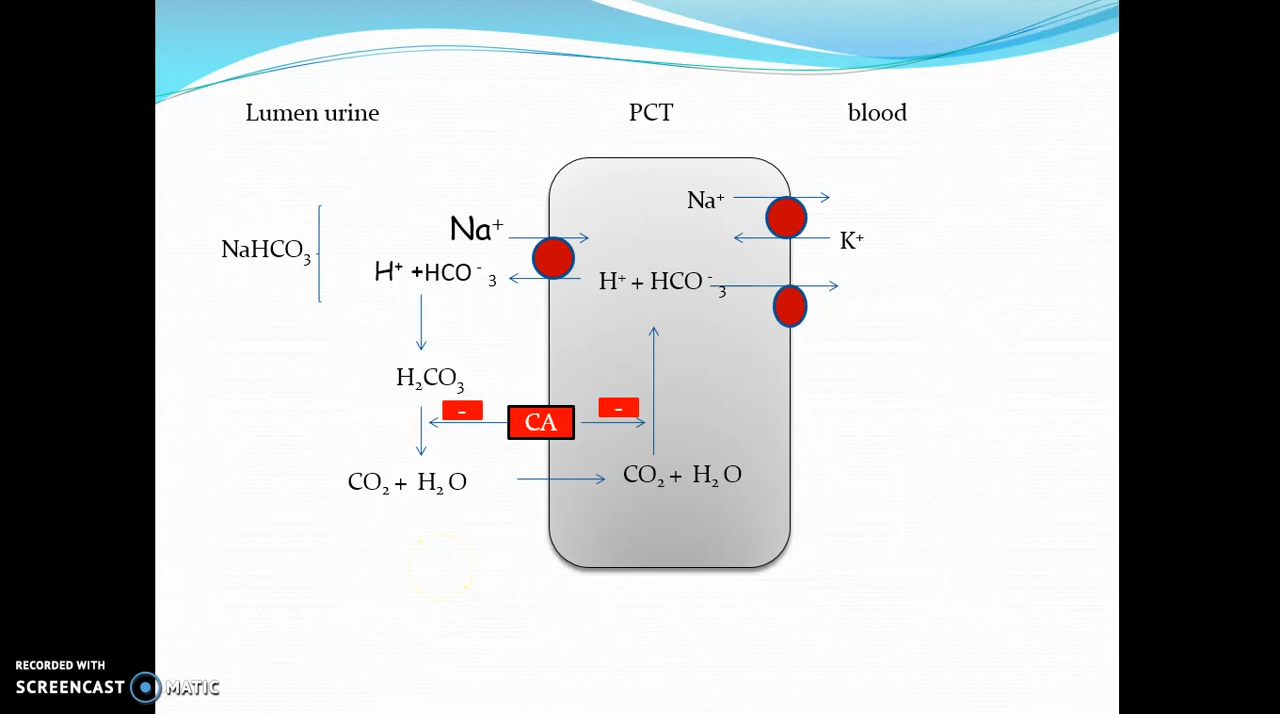 Lumen urine PCT blood
Na⁺
Na⁺
K⁺
NaHCO₃
H⁺ +HCO⁻₃
H⁺ + HCO⁻₃
H₂CO₃
-
-
CA
CO₂ + H₂O
CO₂ + H₂O
RECORDED WITH
SCREENCAST MATIC